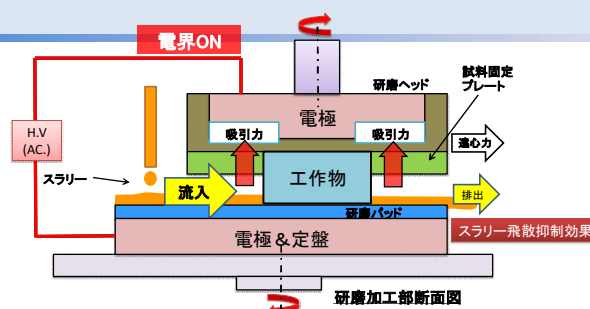 電界ON
研磨ヘッド
試料固定
プレート
電極
H.V
(AC.)
吸引力
吸引力
遠心力
スラリー
流入
工作物
排出
研磨パッド
電極&定盤
スラリー飛散抑制効果
研磨加工部断面図